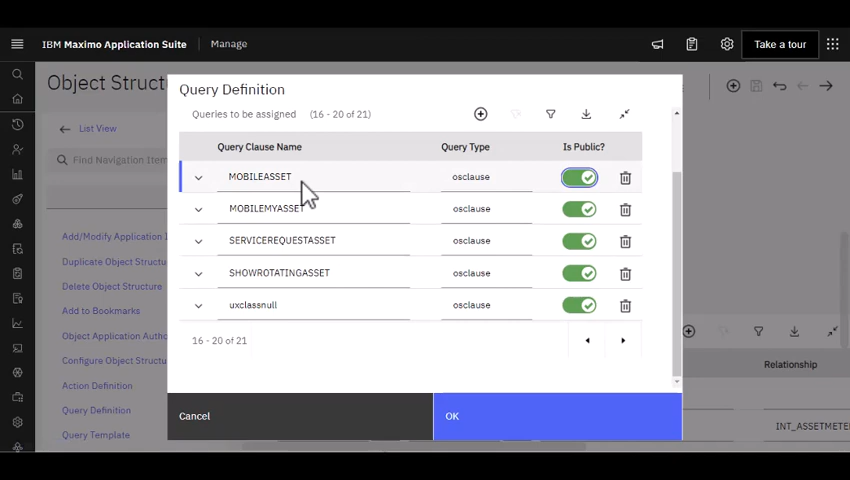 IBM Maximo Application Suite
Manage
Take a tour
Object Struct
List View
Find Navigation Item
Add/Modify Application I
Duplicate Object Structu
Delete Object Structure
Add to Bookmarks
Object Application Autho
Configure Object Structu
Action Definition
Query Definition
Query Template
Query Definition
Queries to be assigned (16 - 20 of 21)
Query Clause Name Query Type Is Public?
MOBILEASSET osclause
MOBILEMYASSET osclause
SERVICEREQUESTASSET osclause
SHOWROTATINGASSET osclause
uxclassnull osclause
16 - 20 of 21
Cancel
OK
Relationship
INT_ASSETMETE